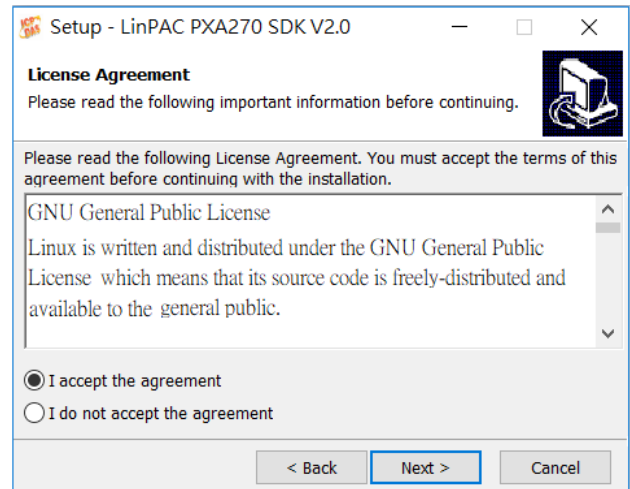 Setup - LinPAC PXA270 SDK V2.0
License Agreement
Please read the following important information before continuing.
Please read the following License Agreement. You must accept the terms of this
agreement before continuing with the installation.
GNU General Public License
Linux is written and distributed under the GNU General Public
License which means that its source code is freely-distributed and
available to the general public.
I accept the agreement
I do not accept the agreement
< Back
Next >
Cancel